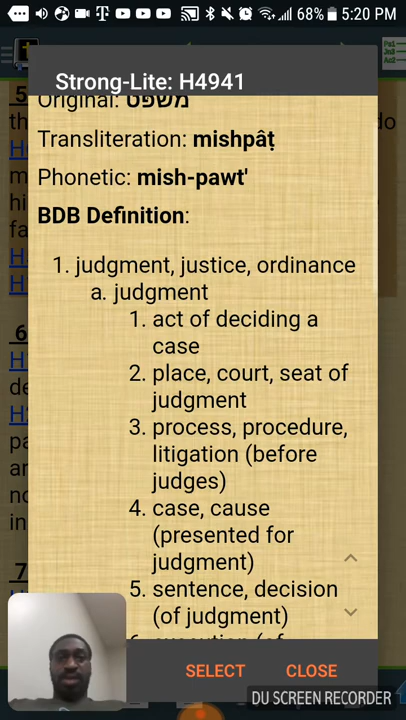 68% 5:20 PM
Strong-Lite: H4941
Original: משפט
Transliteration: mishpâṭ
Phonetic: mish-pawt'
BDB Definition:
1. judgment, justice, ordinance
a. judgment
1. act of deciding a
case
2. place, court, seat of
judgment
3. process, procedure,
litigation (before
judges)
4. case, cause
(presented for
judgment)
5. sentence, decision
(of judgment)
SELECT CLOSE
DU SCREEN RECORDER